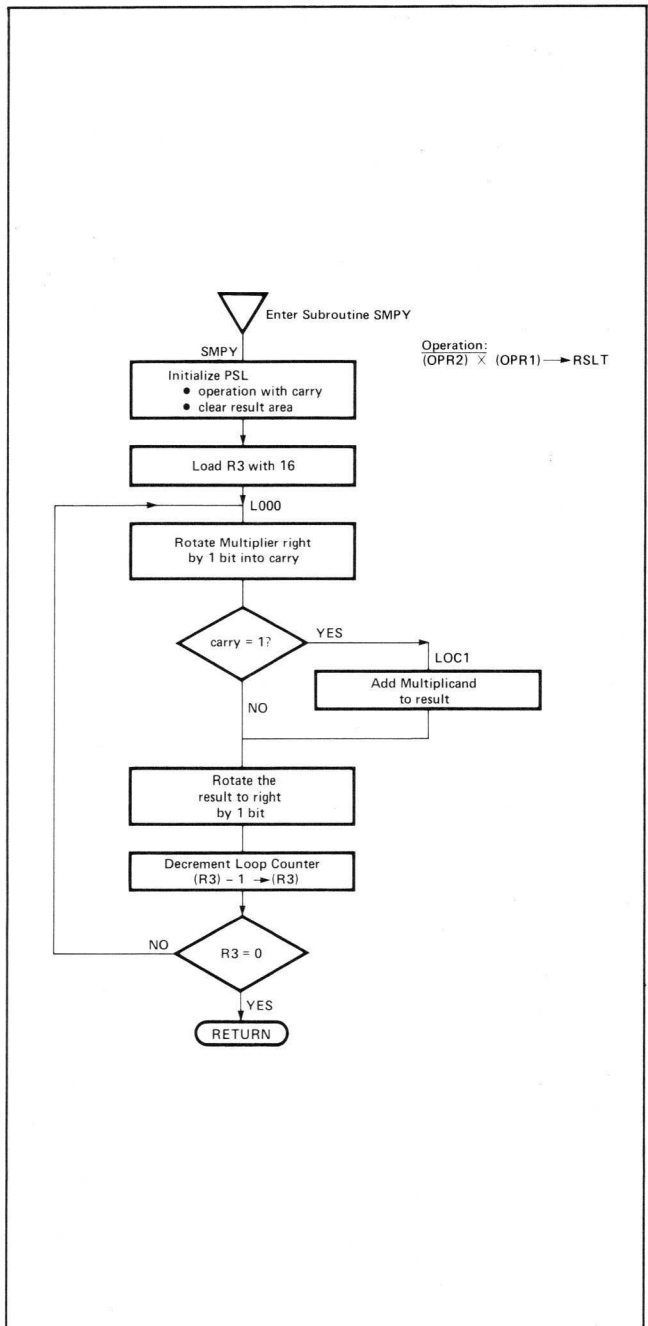 Enter Subroutine SMPY
Operation:
(OPR2) × (OPR1) → RSLT
SMPY
Initialize PSL
• operation with carry
• clear result area
Load R3 with 16
L000
Rotate Multiplier right
by 1 bit into carry
carry = 1?
YES
LOC1
Add Multiplicand
to result
NO
Rotate the
result to right
by 1 bit
Decrement Loop Counter
(R3) – 1 → (R3)
NO
R3 = 0
YES
RETURN